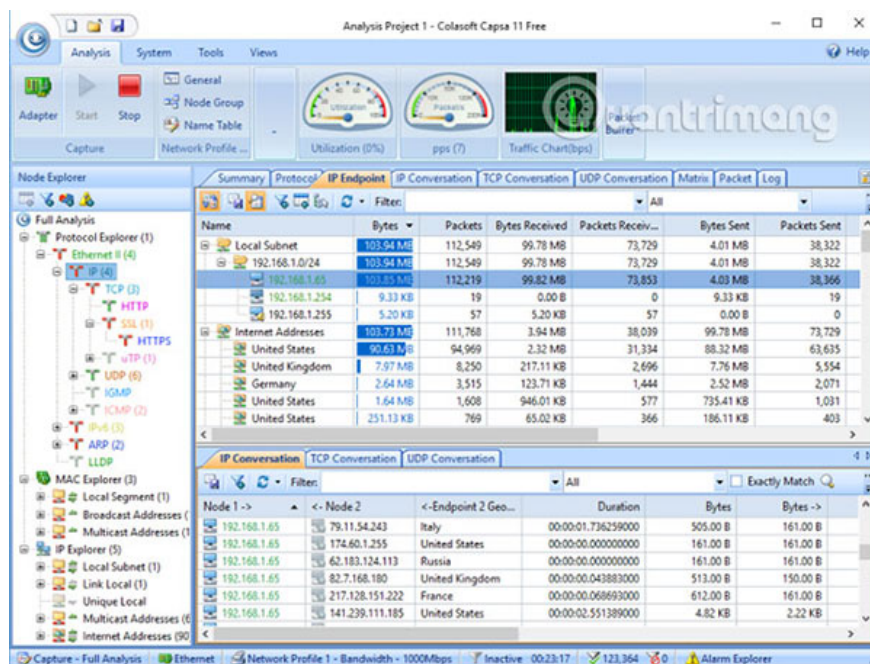 Analysis Project 1 - Colasoft Capsa 11 Free
Analysis System Tools Views Help
Adapter Start Stop
General
Node Group
Name Table
Capture Network Profile ... Utilization (0%) pps (7) Traffic Chart(bps)
Utilization
Packets
Packet Buffer
uantrimang
Node Explorer
Full Analysis
Protocol Explorer (1)
Ethernet II (4)
IP (4)
TCP (3)
HTTP
SSL (1)
HTTPS
uTP (1)
UDP (6)
IGMP
ICMP (2)
IPv6 (3)
ARP (2)
LLDP
MAC Explorer (3)
Local Segment (1)
Broadcast Addresses (
Multicast Addresses (1
IP Explorer (5)
Local Subnet (1)
Link Local (1)
Unique Local
Multicast Addresses (6
Internet Addresses (90
Summary Protocol IP Endpoint IP Conversation TCP Conversation UDP Conversation Matrix Packet Log
Filter: All
Name Bytes Packets Bytes Received Packets Receiv... Bytes Sent Packets Sent
Local Subnet 103.94 MB 112,549 99.78 MB 73,729 4.01 MB 38,322
192.168.1.0/24 103.94 MB 112,549 99.78 MB 73,729 4.01 MB 38,322
192.168.1.65 103.85 MB 112,219 99.82 MB 73,853 4.03 MB 38,366
192.168.1.254 9.33 KB 19 0.00 B 0 9.33 KB 19
192.168.1.255 5.20 KB 57 5.20 KB 57 0.00 B 0
Internet Addresses 103.73 MB 111,768 3.94 MB 38,039 99.78 MB 73,729
United States 90.63 MB 94,969 2.32 MB 31,334 88.32 MB 63,635
United Kingdom 7.97 MB 8,250 217.11 KB 2,696 7.76 MB 5,554
Germany 2.64 MB 3,515 123.71 KB 1,444 2.52 MB 2,071
United States 1.64 MB 1,608 946.01 KB 577 735.41 KB 1,031
United States 251.13 KB 769 65.02 KB 366 186.11 KB 403
IP Conversation TCP Conversation UDP Conversation
Filter: All Exactly Match
Node 1 -> <- Node 2 <-Endpoint 2 Geo... Duration Bytes Bytes ->
192.168.1.65 79.11.54.243 Italy 00:00:01.736259000 505.00 B 161.00 B
192.168.1.65 174.60.1.255 United States 00:00:00.000000000 161.00 B 161.00 B
192.168.1.65 62.183.124.113 Russia 00:00:00.000000000 161.00 B 161.00 B
192.168.1.65 82.7.168.180 United Kingdom 00:00:00.043883000 513.00 B 150.00 B
192.168.1.65 217.128.151.222 France 00:00:00.068693000 612.00 B 161.00 B
192.168.1.65 141.239.111.185 United States 00:00:02.551389000 4.82 KB 2.22 KB
Capture - Full Analysis Ethernet Network Profile 1 - Bandwidth - 1000Mbps Inactive 00:23:17 123,364 0 Alarm Explorer